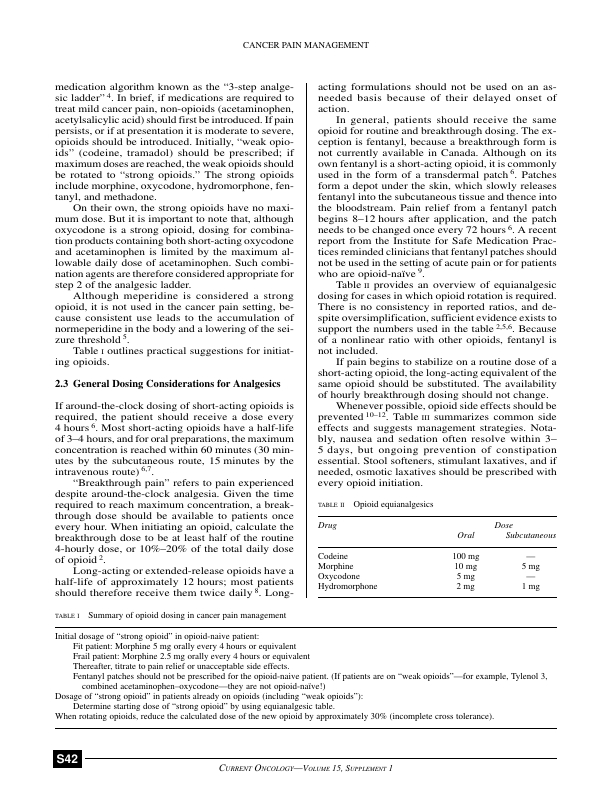 CANCER PAIN MANAGEMENT
medication algorithm known as the “3-step analge-
sic ladder” 4. In brief, if medications are required to
treat mild cancer pain, non-opioids (acetaminophen,
acetylsalicylic acid) should first be introduced. If pain
persists, or if at presentation it is moderate to severe,
opioids should be introduced. Initially, “weak opio-
ids” (codeine, tramadol) should be prescribed; if
maximum doses are reached, the weak opioids should
be rotated to “strong opioids.” The strong opioids
include morphine, oxycodone, hydromorphone, fen-
tanyl, and methadone.
On their own, the strong opioids have no maxi-
mum dose. But it is important to note that, although
oxycodone is a strong opioid, dosing for combina-
tion products containing both short-acting oxycodone
and acetaminophen is limited by the maximum al-
lowable daily dose of acetaminophen. Such combi-
nation agents are therefore considered appropriate for
step 2 of the analgesic ladder.
Although meperidine is considered a strong
opioid, it is not used in the cancer pain setting, be-
cause consistent use leads to the accumulation of
normeperidine in the body and a lowering of the sei-
zure threshold 5.
Table I outlines practical suggestions for initiat-
ing opioids.
2.3 General Dosing Considerations for Analgesics
If around-the-clock dosing of short-acting opioids is
required, the patient should receive a dose every
4 hours 6. Most short-acting opioids have a half-life
of 3–4 hours, and for oral preparations, the maximum
concentration is reached within 60 minutes (30 min-
utes by the subcutaneous route, 15 minutes by the
intravenous route) 6,7.
“Breakthrough pain” refers to pain experienced
despite around-the-clock analgesia. Given the time
required to reach maximum concentration, a break-
through dose should be available to patients once
every hour. When initiating an opioid, calculate the
breakthrough dose to be at least half of the routine
4-hourly dose, or 10%–20% of the total daily dose
of opioid 2.
Long-acting or extended-release opioids have a
half-life of approximately 12 hours; most patients
should therefore receive them twice daily 8. Long-
acting formulations should not be used on an as-
needed basis because of their delayed onset of
action.
In general, patients should receive the same
opioid for routine and breakthrough dosing. The ex-
ception is fentanyl, because a breakthrough form is
not currently available in Canada. Although on its
own fentanyl is a short-acting opioid, it is commonly
used in the form of a transdermal patch 6. Patches
form a depot under the skin, which slowly releases
fentanyl into the subcutaneous tissue and thence into
the bloodstream. Pain relief from a fentanyl patch
begins 8–12 hours after application, and the patch
needs to be changed once every 72 hours 6. A recent
report from the Institute for Safe Medication Prac-
tices reminded clinicians that fentanyl patches should
not be used in the setting of acute pain or for patients
who are opioid-naïve 9.
Table II provides an overview of equianalgesic
dosing for cases in which opioid rotation is required.
There is no consistency in reported ratios, and de-
spite oversimplification, sufficient evidence exists to
support the numbers used in the table 2,5,6. Because
of a nonlinear ratio with other opioids, fentanyl is
not included.
If pain begins to stabilize on a routine dose of a
short-acting opioid, the long-acting equivalent of the
same opioid should be substituted. The availability
of hourly breakthrough dosing should not change.
Whenever possible, opioid side effects should be
prevented 10–12. Table III summarizes common side
effects and suggests management strategies. Nota-
bly, nausea and sedation often resolve within 3–
5 days, but ongoing prevention of constipation
essential. Stool softeners, stimulant laxatives, and if
needed, osmotic laxatives should be prescribed with
every opioid initiation.
TABLE II Opioid equianalgesics
Drug Dose
Oral Subcutaneous
Codeine 100 mg —
Morphine 10 mg 5 mg
Oxycodone 5 mg —
Hydromorphone 2 mg 1 mg
TABLE I Summary of opioid dosing in cancer pain management
Initial dosage of “strong opioid” in opioid-naive patient:
Fit patient: Morphine 5 mg orally every 4 hours or equivalent
Frail patient: Morphine 2.5 mg orally every 4 hours or equivalent
Thereafter, titrate to pain relief or unacceptable side effects.
Fentanyl patches should not be prescribed for the opioid-naive patient. (If patients are on “weak opioids”—for example, Tylenol 3,
combined acetaminophen–oxycodone—they are not opioid-naïve!)
Dosage of “strong opioid” in patients already on opioids (including “weak opioids”):
Determine starting dose of “strong opioid” by using equianalgesic table.
When rotating opioids, reduce the calculated dose of the new opioid by approximately 30% (incomplete cross tolerance).
S42
CURRENT ONCOLOGY—VOLUME 15, SUPPLEMENT 1